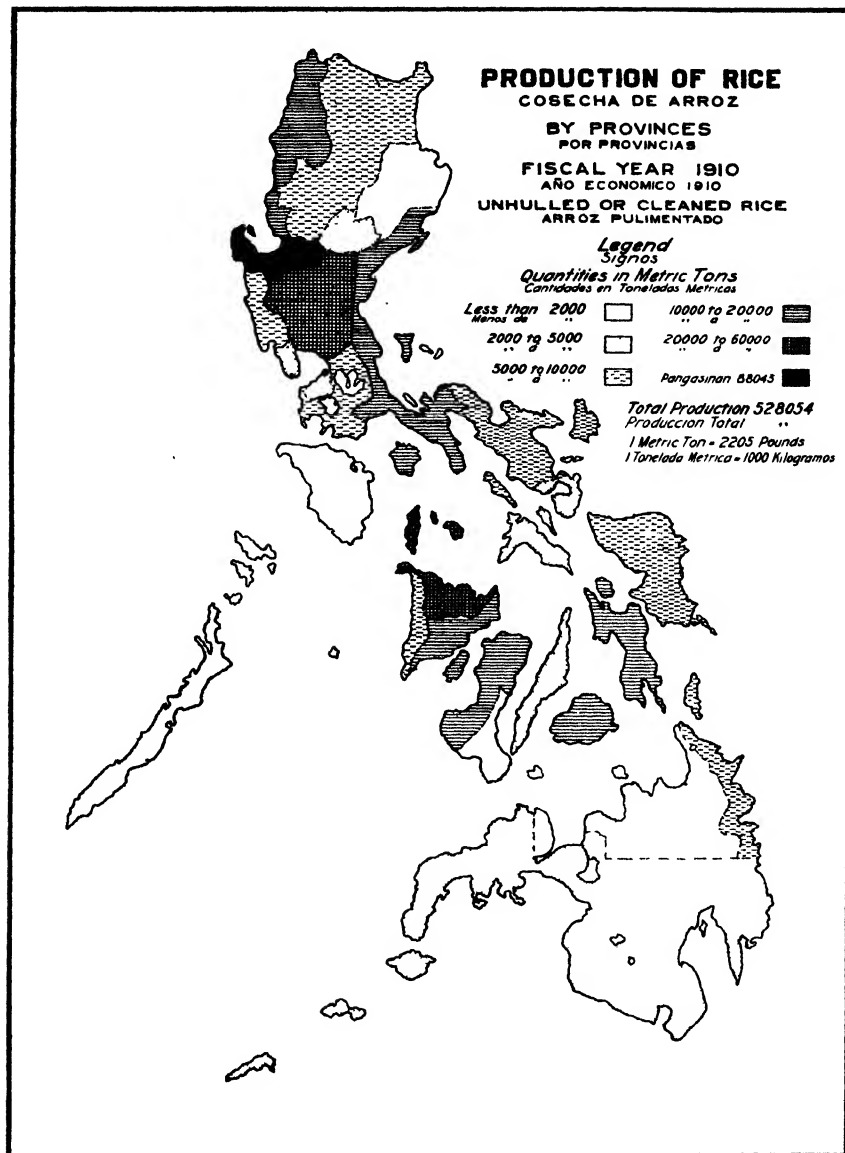 PRODUCTION OF RICE
COSECHA DE ARROZ
BY PROVINCES
POR PROVINCIAS
FISCAL YEAR 1910
AÑO ECONOMICO 1910
UNHULLED OR CLEANED RICE
ARROZ PULIMENTADO
Legend
Signos
Quantities in Metric Tons
Cantidades en Toneladas Metricas
Less than 2000
Menos de "
2000 to 5000
" a "
5000 to 10000
" a "
10000 to 20000
" a "
20000 to 60000
" a "
Pangasinan 88045
Total Production 528054
Produccion Total "
1 Metric Ton = 2205 Pounds
1 Tonelada Metrica = 1000 Kilogramos